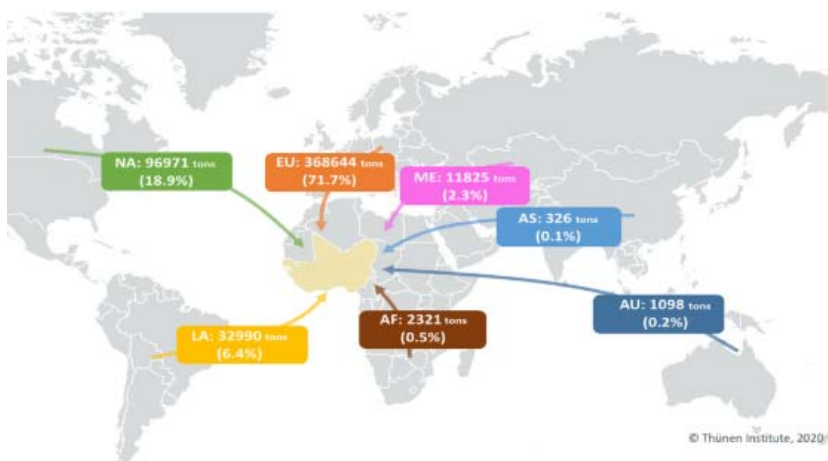 NA: 96971 tons
(18.9%)
EU: 368644 tons
(71.7%)
ME: 11825 tons
(2.3%)
AS: 326 tons
(0.1%)
AU: 1098 tons
(0.2%)
AF: 2321 tons
(0.5%)
LA: 32990 tons
(6.4%)
© Thünen Institute, 2020